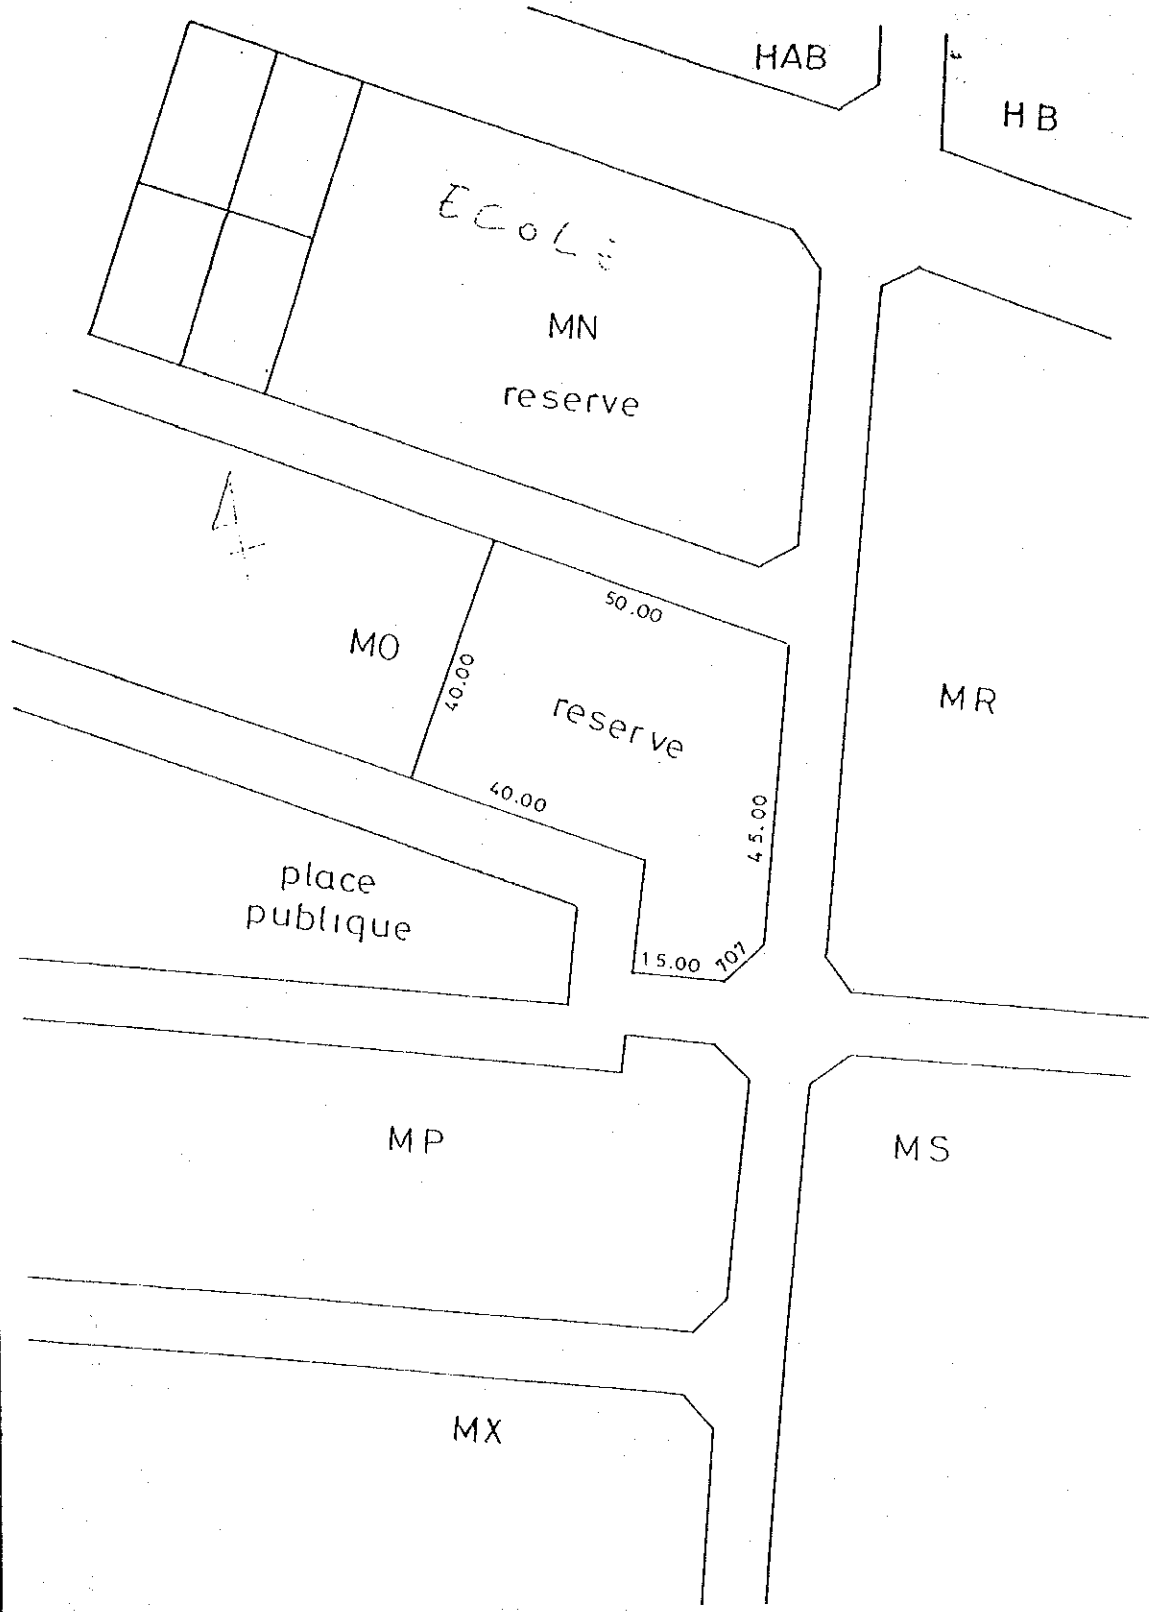 HAB
HB
ECOLE
MN
reserve
50.00
MO
40.00
reserve
MR
40.00
45.00
place
publique
15.00
707
MP
MS
MX